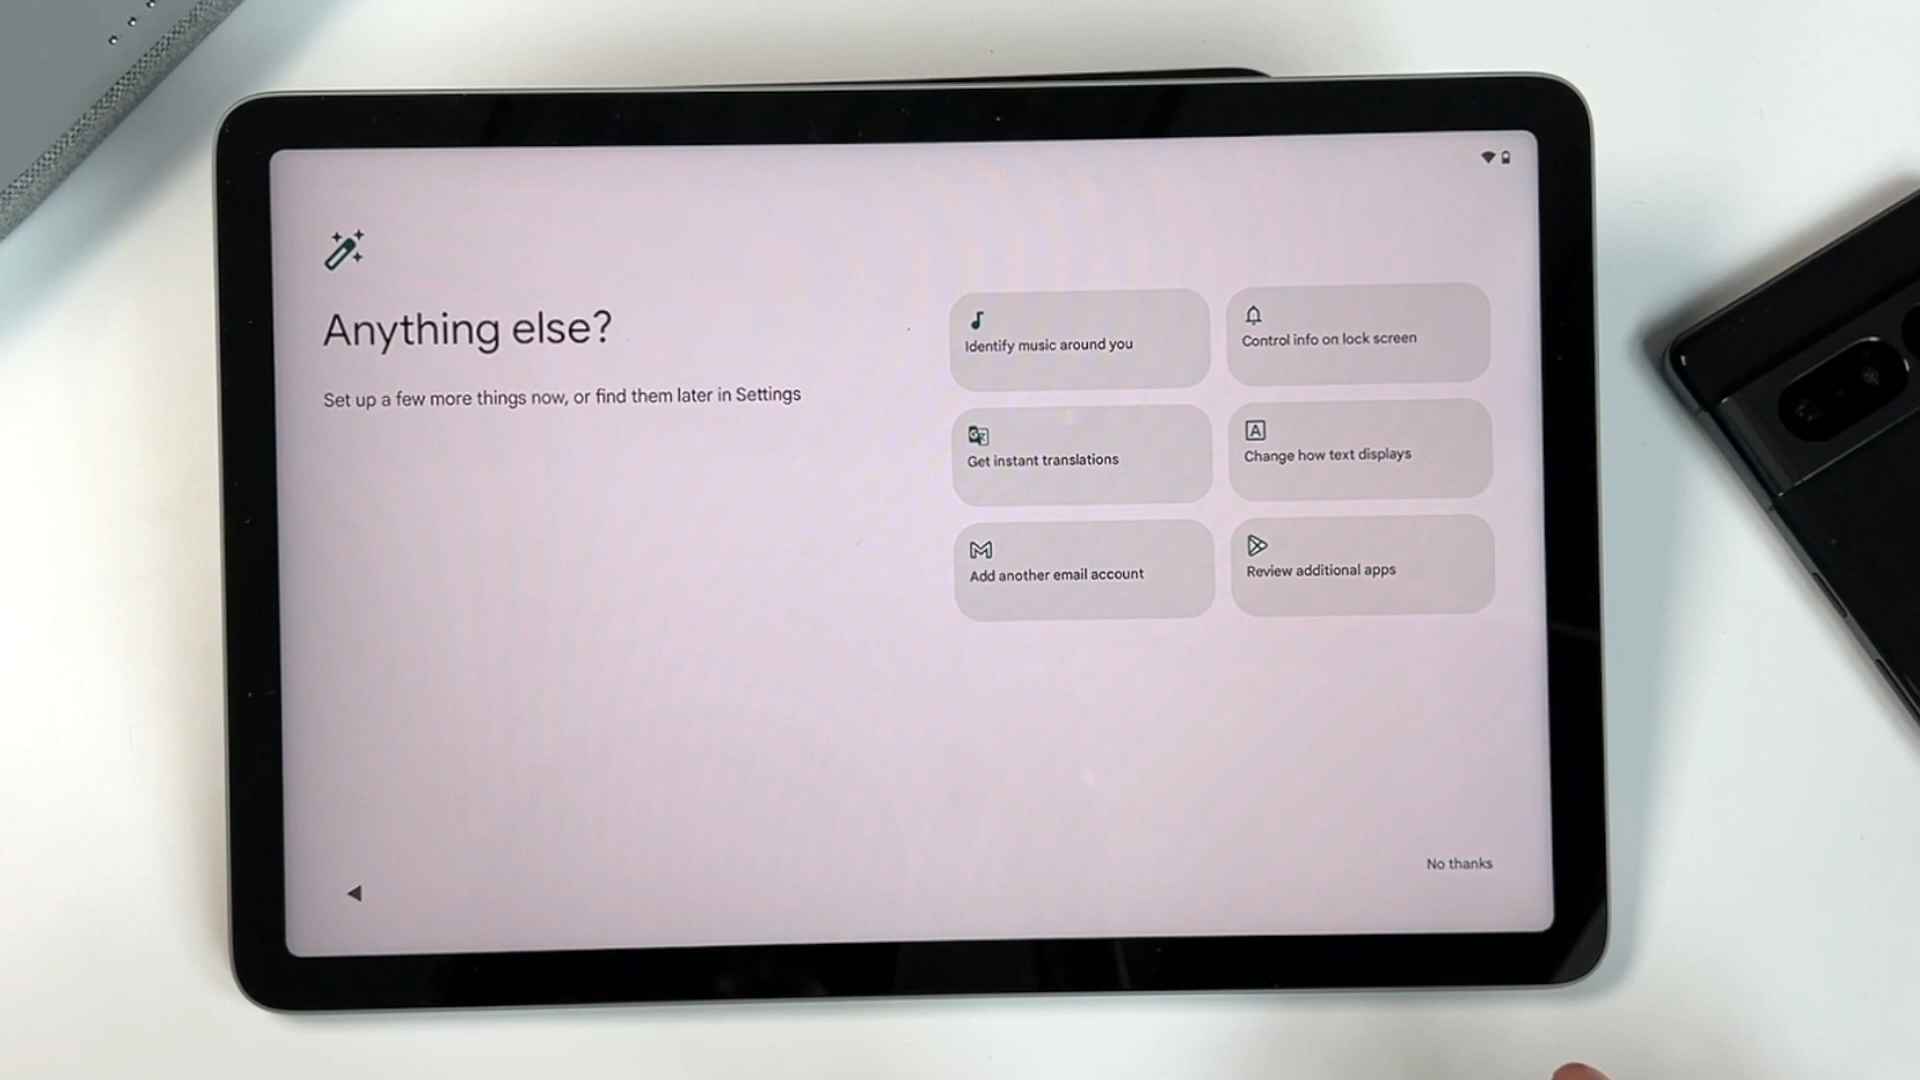 Anything else?
Set up a few more things now, or find them later in Settings
Identify music around you
Control info on lock screen
Get instant translations
Change how text displays
Add another email account
Review additional apps
No thanks